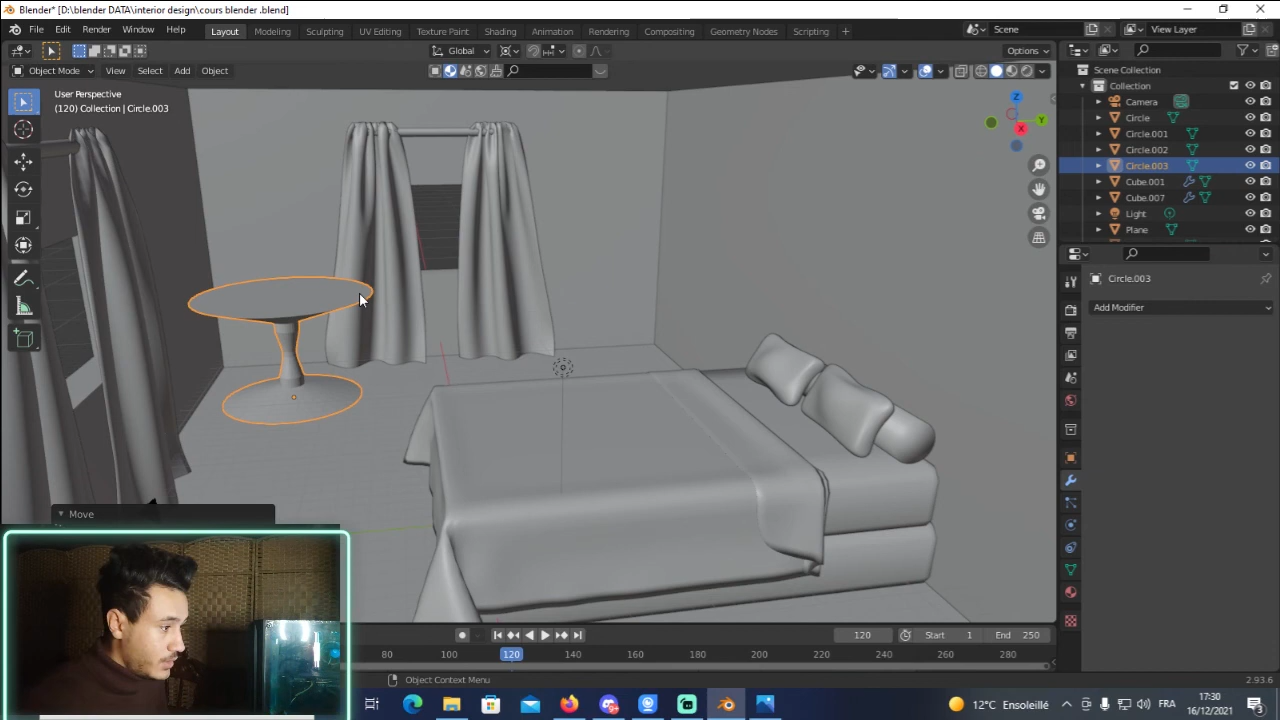 Blender* [D:\blender DATA\interior design\cours blender .blend]
File Edit Render Window Help Layout Modeling Sculpting UV Editing Texture Paint Shading Animation Rendering Compositing Geometry Nodes Scripting + Scene View Layer
Global Options
Object Mode View Select Add Object
User Perspective
(120) Collection | Circle.003
Z
Y
X
Scene Collection
Collection
Camera
Circle
Circle.001
Circle.002
Circle.003
Cube.001
Cube.007
Light
Plane
Circle.003
Add Modifier
Move
120 Start 1 End 250
80 100 120 140 160 180 200 220 240 260 280
Object Context Menu
2.93.6
12°C Ensoleillé FRA 17:30
16/12/2021
3